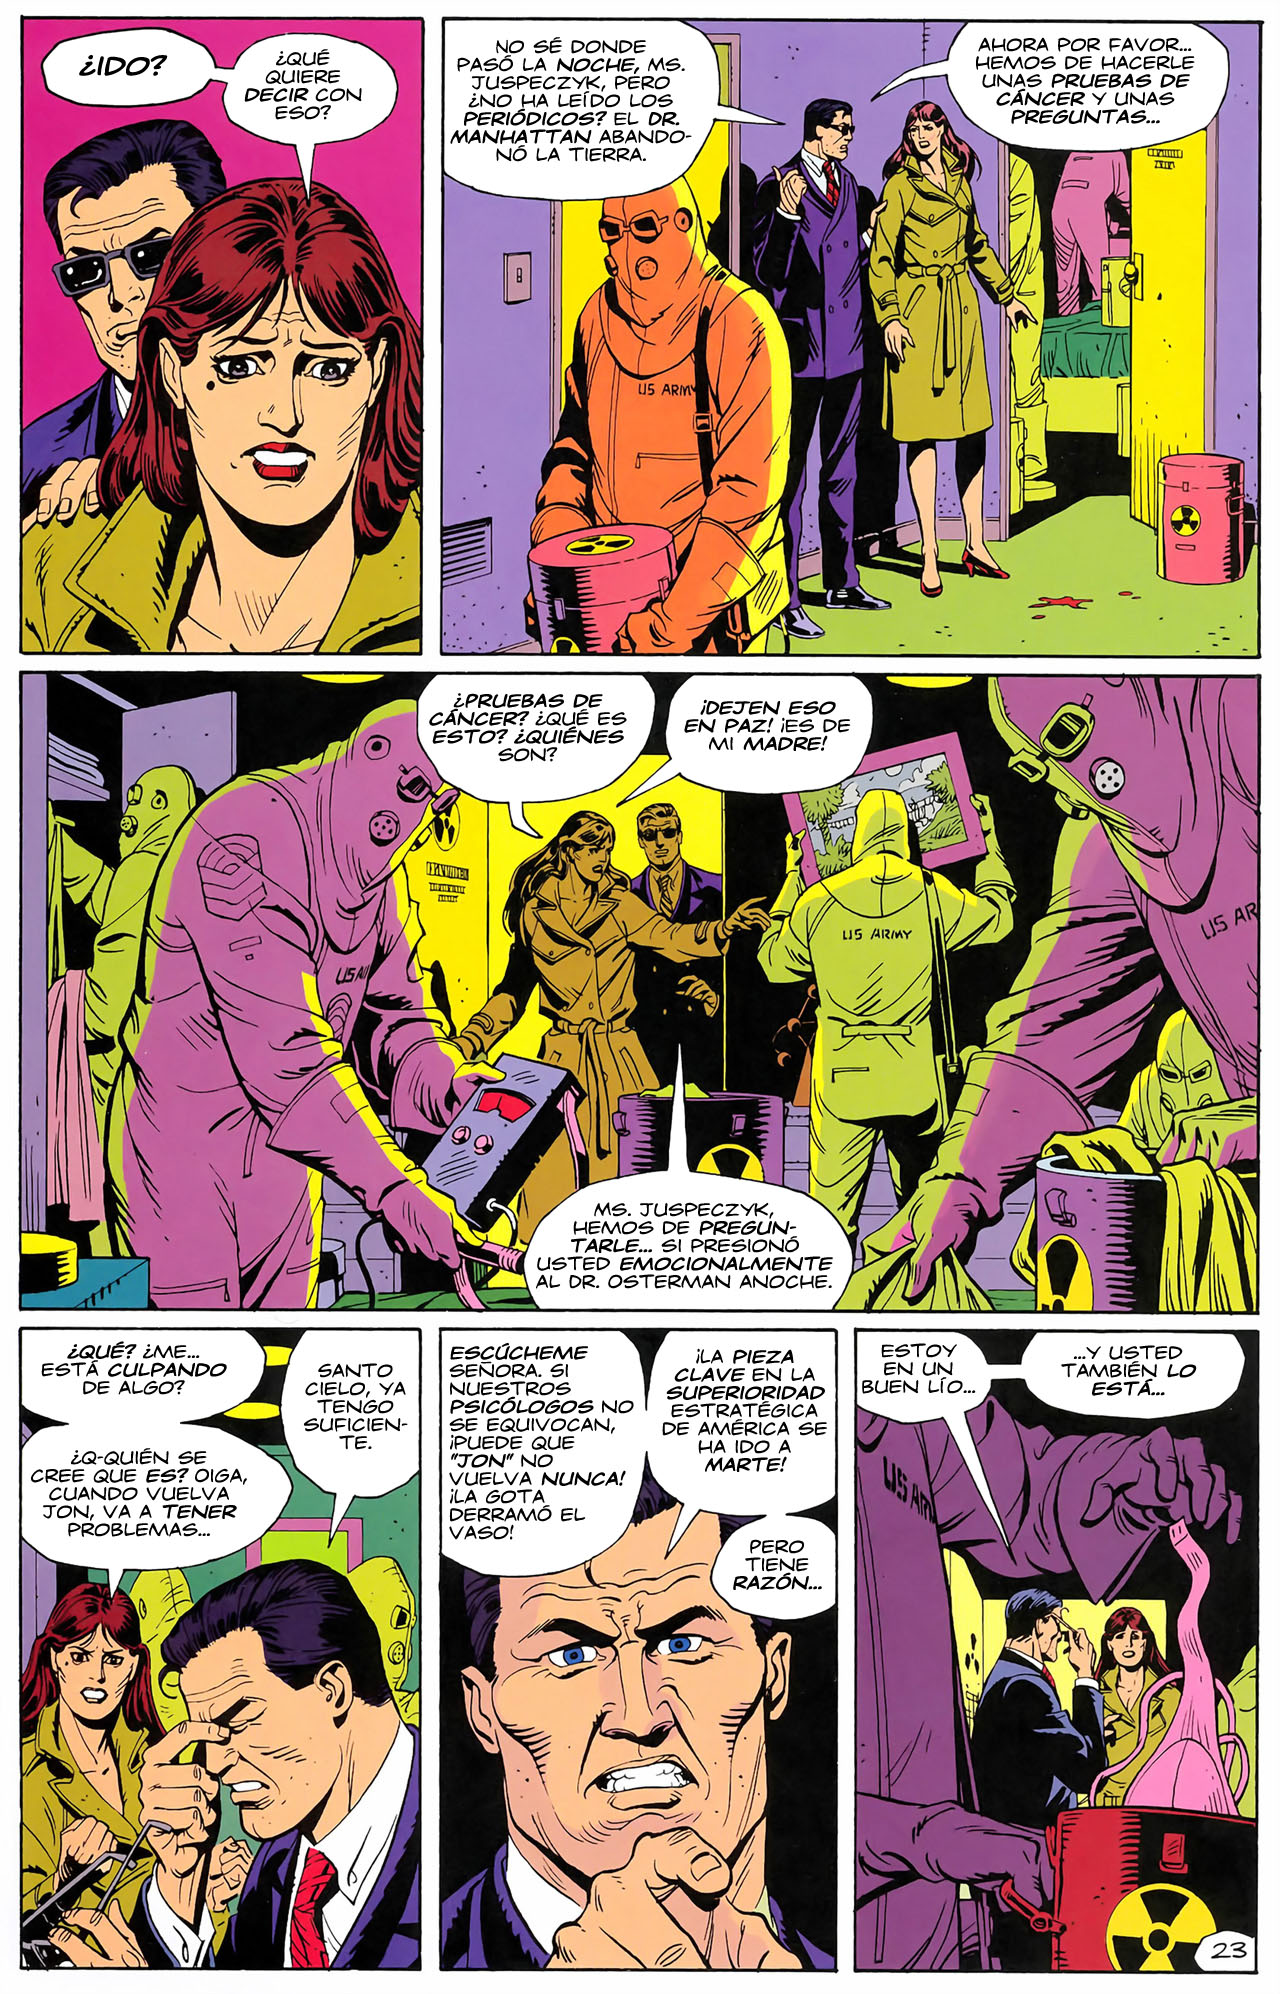 ¿IDO?
¿QUÉ
QUIERE
DECIR CON
ESO?
NO SÉ DONDE
PASÓ LA NOCHE, MS.
JUSPECZYK, PERO
¿NO HA LEÍDO LOS
PERIÓDICOS? EL DR.
MANHATTAN ABANDO-
NÓ LA TIERRA.
AHORA POR FAVOR...
HEMOS DE HACERLE
UNAS PRUEBAS DE
CÁNCER Y UNAS
PREGUNTAS...
US ARMY
¿PRUEBAS DE
CÁNCER? ¿QUÉ ES
ESTO? ¿QUIÉNES
SON?
¡DEJEN ESO
EN PAZ! ¡ES DE
MI MADRE!
US ARMY
MS. JUSPECZYK,
HEMOS DE PREGUN-
TARLE... SI PRESIONÓ
USTED EMOCIONALMENTE
AL DR. OSTERMAN ANOCHE.
¿QUÉ? ¿ME...
ESTÁ CULPANDO
DE ALGO?
¿Q-QUIÉN SE
CREE QUE ES? OIGA,
CUANDO VUELVA
JON, VA A TENER
PROBLEMAS...
SANTO
CIELO, YA
TENGO
SUFICIEN-
TE.
ESCÚCHEME
SEÑORA. SI
NUESTROS
PSICÓLOGOS NO
SE EQUIVOCAN,
¡PUEDE QUE
"JON" NO
VUELVA NUNCA!
¡LA GOTA
DERRAMÓ EL
VASO!
¡LA PIEZA
CLAVE EN LA
SUPERIORIDAD
ESTRATÉGICA
DE AMÉRICA SE
HA IDO A
MARTE!
PERO
TIENE
RAZÓN...
ESTOY
EN UN
BUEN LÍO...
...Y USTED
TAMBIÉN LO
ESTÁ...
US ARM
23